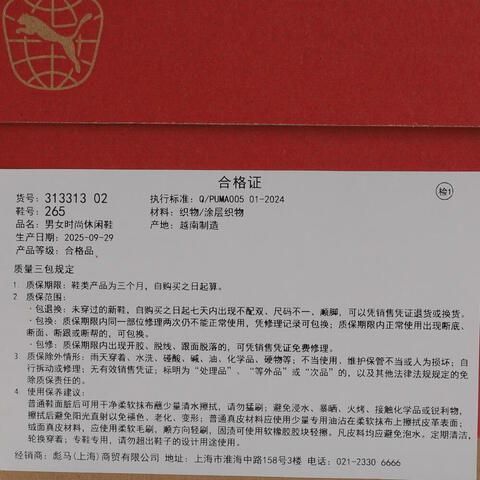 合格证
货号: 313313 02
执行标准: Q/PUMA005 01-2024
检1
鞋号: 265
材料: 织物/涂层织物
品名: 男女时尚休闲鞋
产地: 越南制造
生产日期: 2025-09-29
产品等级: 合格品
质量三包规定
1 . 质保期限: 鞋类产品为三个月, 自购买之日起算。
2 . 质保范围:
· 包退换: 未穿过的新鞋, 自购买之日起七天内出现不配双、尺码不一、顺脚, 可以凭销售凭证退货或换货。
· 包换: 质保期限内同一部位修理两次仍不能正常使用, 凭修理记录可包换; 质保期限内正常使用出现断底、
断面、断跟或断帮的, 可包换。
· 包修: 质保期限内出现开胶、脱线、跟面脱落的, 可凭销售凭证免费修理。
3 质保除外情形: 雨天穿着、水洗、碰酸、碱、油、化学品、硬物等; 不当使用、维护保管不当或人为损坏; 自
行拆动或修理; 无有效销售凭证; 标明为“处理品”、“等外品”或“次品”的, 以及其他法律法规规定的免
除质保责任的。
4 使用保养建议:
普通鞋面脏后可用干净柔软抹布蘸少量清水擦拭, 请勿猛刷; 避免浸水、暴晒、火烤、接触化学品或锐利物,
擦拭后避免阳光直射以免褪色、老化、变形; 普通真皮材料应使用少量专用油沾在柔软抹布上擦拭皮革表面;
绒面真皮材料, 应使用柔软毛刷, 顺方向轻刷, 固渍可使用软橡胶胶块轻擦。凡皮料均应避免泡水, 定期清洁,
轮换穿着; 专鞋专用, 请勿超出鞋子的设计用途使用。
经销商: 彪马(上海)商贸有限公司 地址: 上海市淮海中路158号3楼 电话: 021-2330 6666